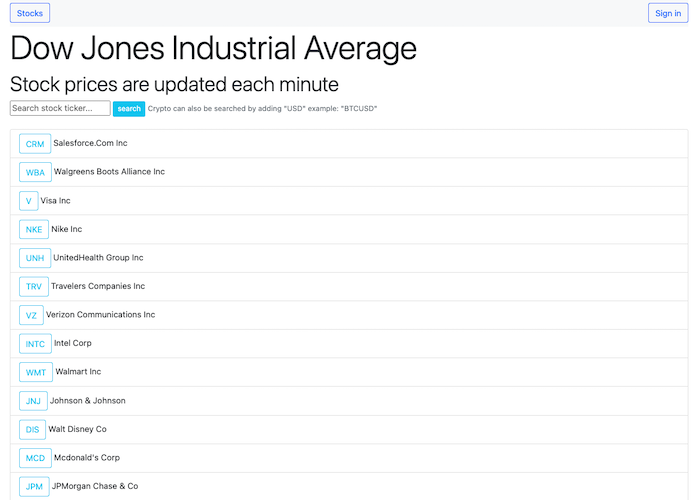 Stocks Sign in
Dow Jones Industrial Average
Stock prices are updated each minute
Search stock ticker... search Crypto can also be searched by adding "USD" example: "BTCUSD"
CRM Salesforce.Com Inc
WBA Walgreens Boots Alliance Inc
V Visa Inc
NKE Nike Inc
UNH UnitedHealth Group Inc
TRV Travelers Companies Inc
VZ Verizon Communications Inc
INTC Intel Corp
WMT Walmart Inc
JNJ Johnson & Johnson
DIS Walt Disney Co
MCD Mcdonald's Corp
JPM JPMorgan Chase & Co